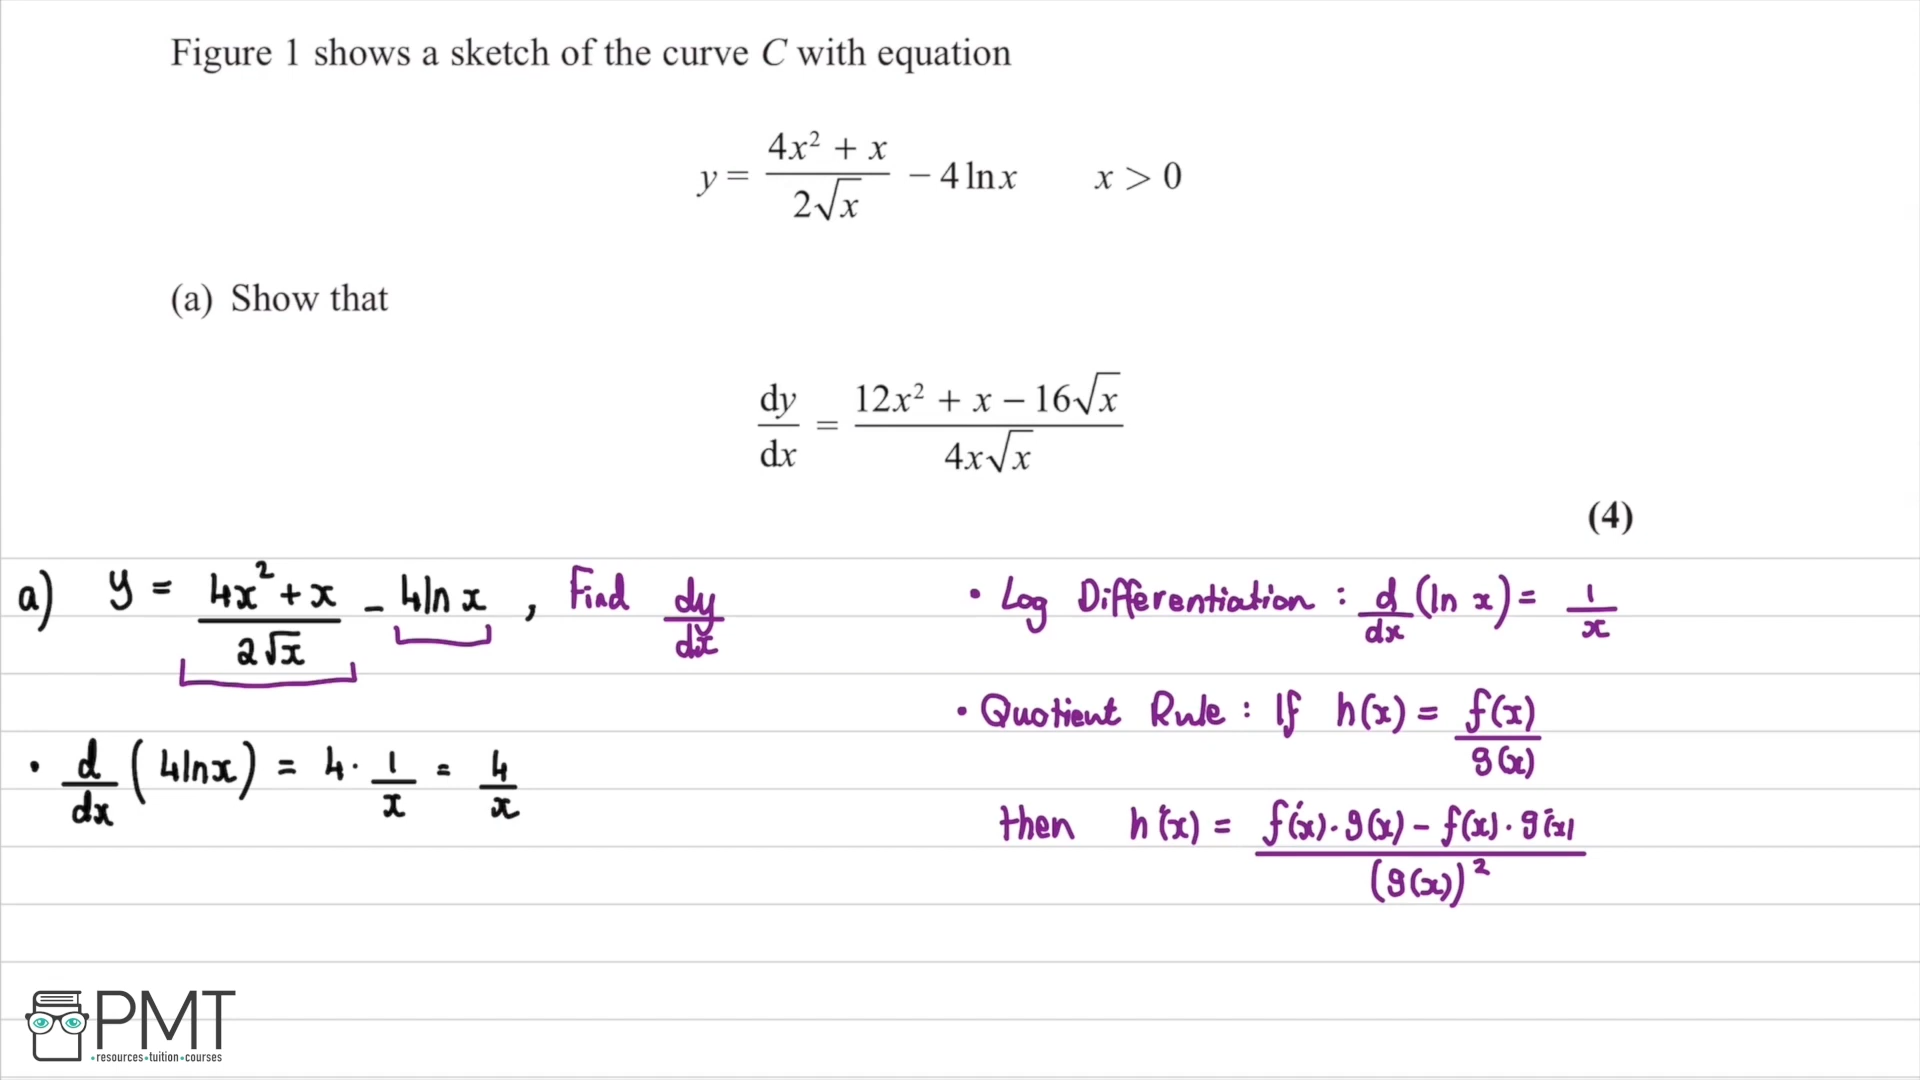 Figure 1 shows a sketch of the curve C with equation
y = (4x² + x)/(2√x) − 4 ln x x > 0
(a) Show that
dy/dx = (12x² + x − 16√x)/(4x√x)
(4)
a) y = (4x² + x)/(2√x) − 4ln x , Find dy/dx
• d/dx (4lnx) = 4 · 1/x = 4/x
• Log Differentiation : d/dx (ln x) = 1/x
• Quotient Rule : If h(x) = f(x)/g(x)
then h'(x) = (f'(x) · g(x) − f(x) · g'(x))/(g(x))²
PMT
•resources•tuition•courses